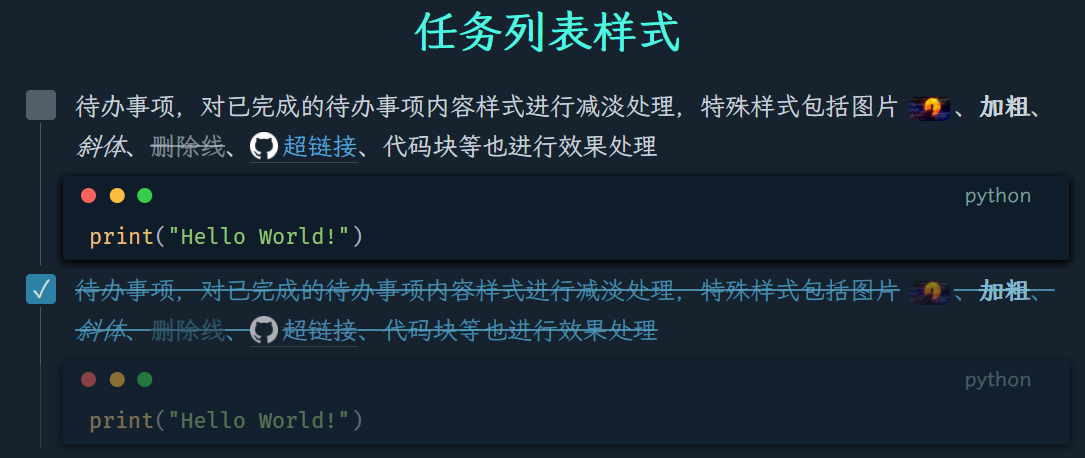 任务列表样式
待办事项，对已完成的待办事项内容样式进行减淡处理，特殊样式包括图片 、加粗、
斜体、删除线、超链接、代码块等也进行效果处理
python
print("Hello World!")
待办事项，对已完成的待办事项内容样式进行减淡处理，特殊样式包括图片 、加粗、
斜体、删除线、超链接、代码块等也进行效果处理
python
print("Hello World!")